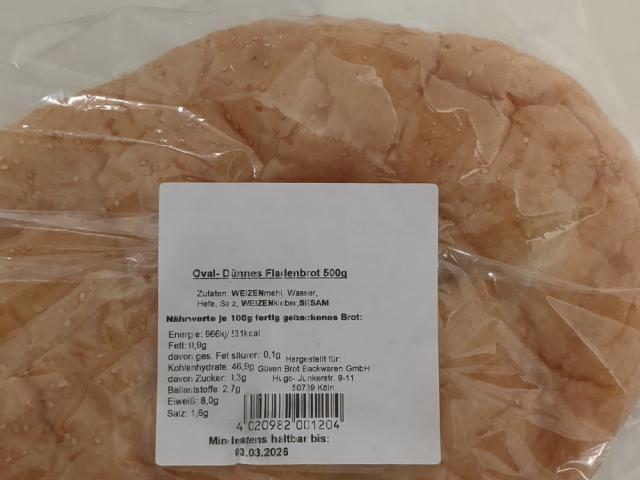 Oval- Dünnes Fladenbrot 500g
Zutaten: WEIZENmehl, Wasser,
Hefe, Salz, WEIZENkleber,SESAM
Nährwerte je 100g fertig gebackenes Brot:
Energie: 966kj/231kcal
Fett: 0,9g
davon ges. Fet säuren: 0,1g
Kohlenhydrate: 46,9g
davon Zucker: 0,3g
Ballaststoffe: 2,7g
Eiweiß: 8,0g
Salz: 1,6g
Hergestellt für:
Güven Brot Backwaren GmbH
Hugo- Junkerstr. 9-11
50739 Köln
4 020982 001204
Mindestens haltbar bis:
03.03.2026